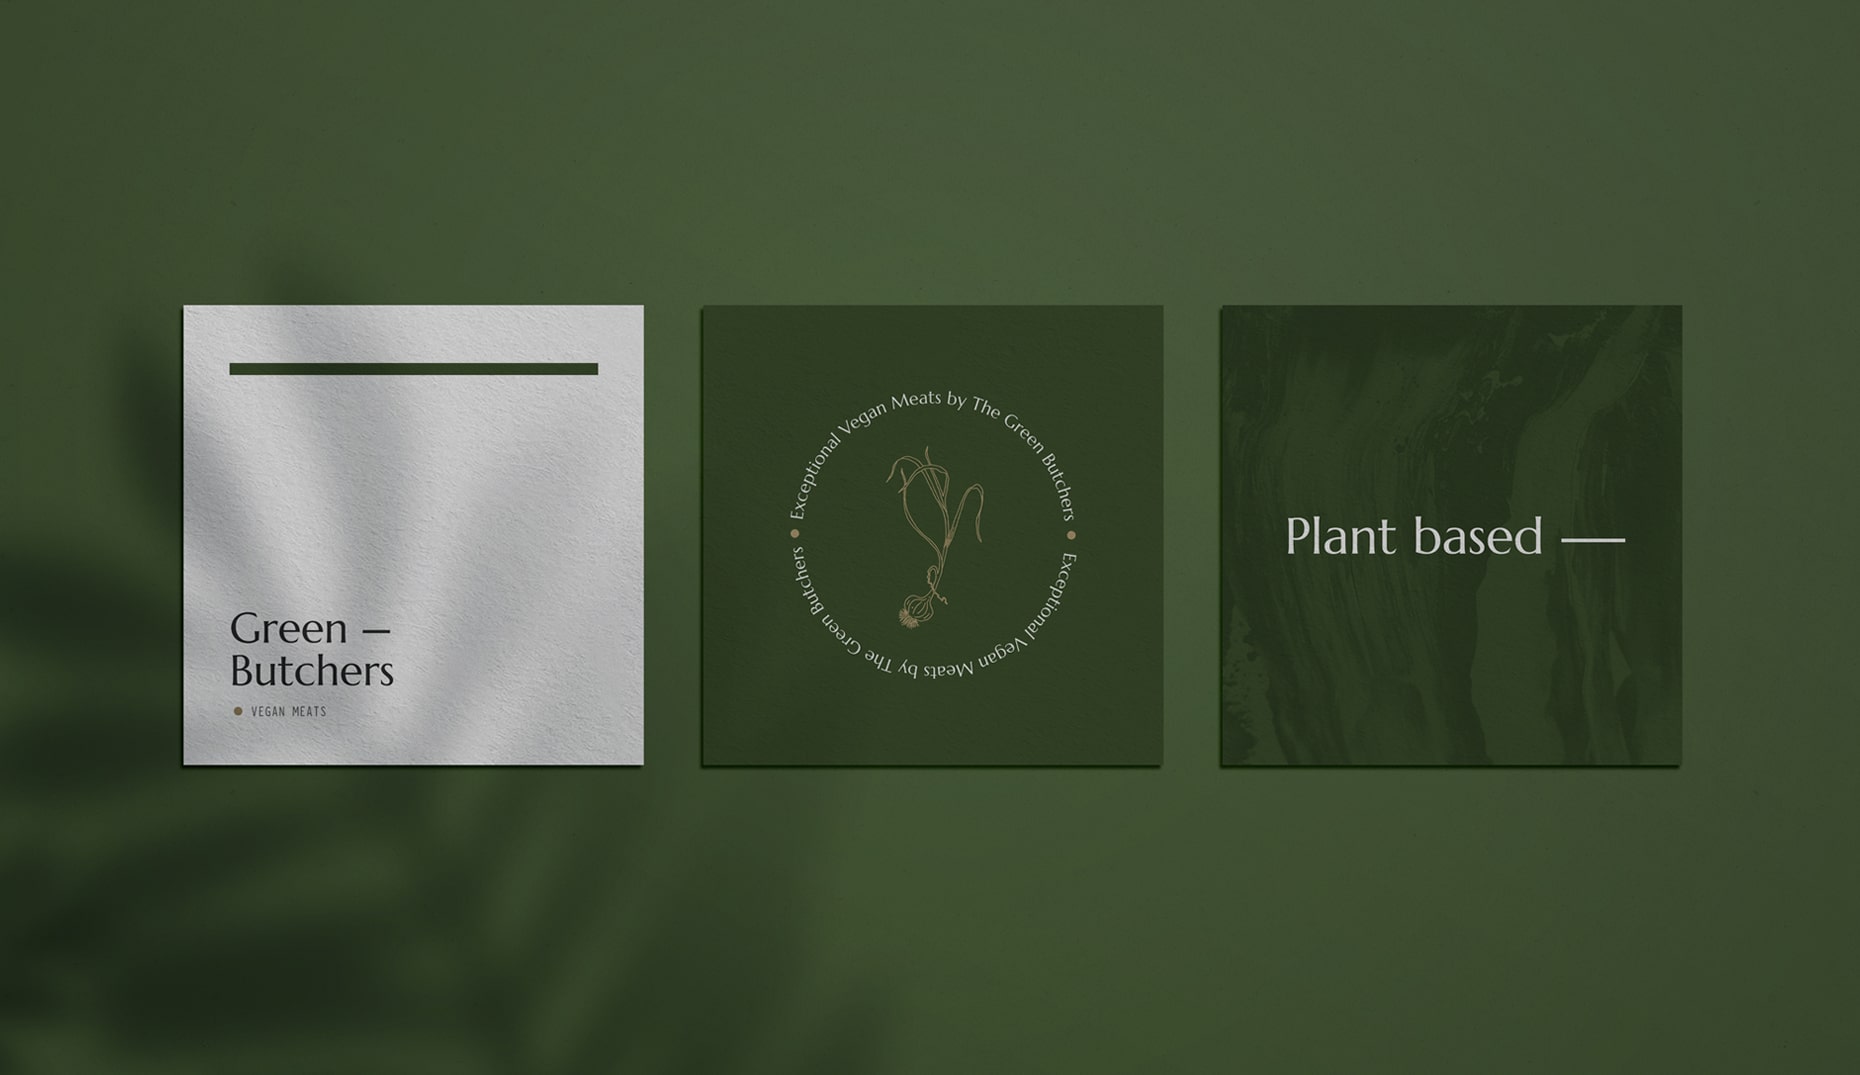 Green —
Butchers
VEGAN MEATS
Exceptional Vegan Meats by The Green Butchers
Exceptional Vegan Meats by The Green Butchers
Plant based —